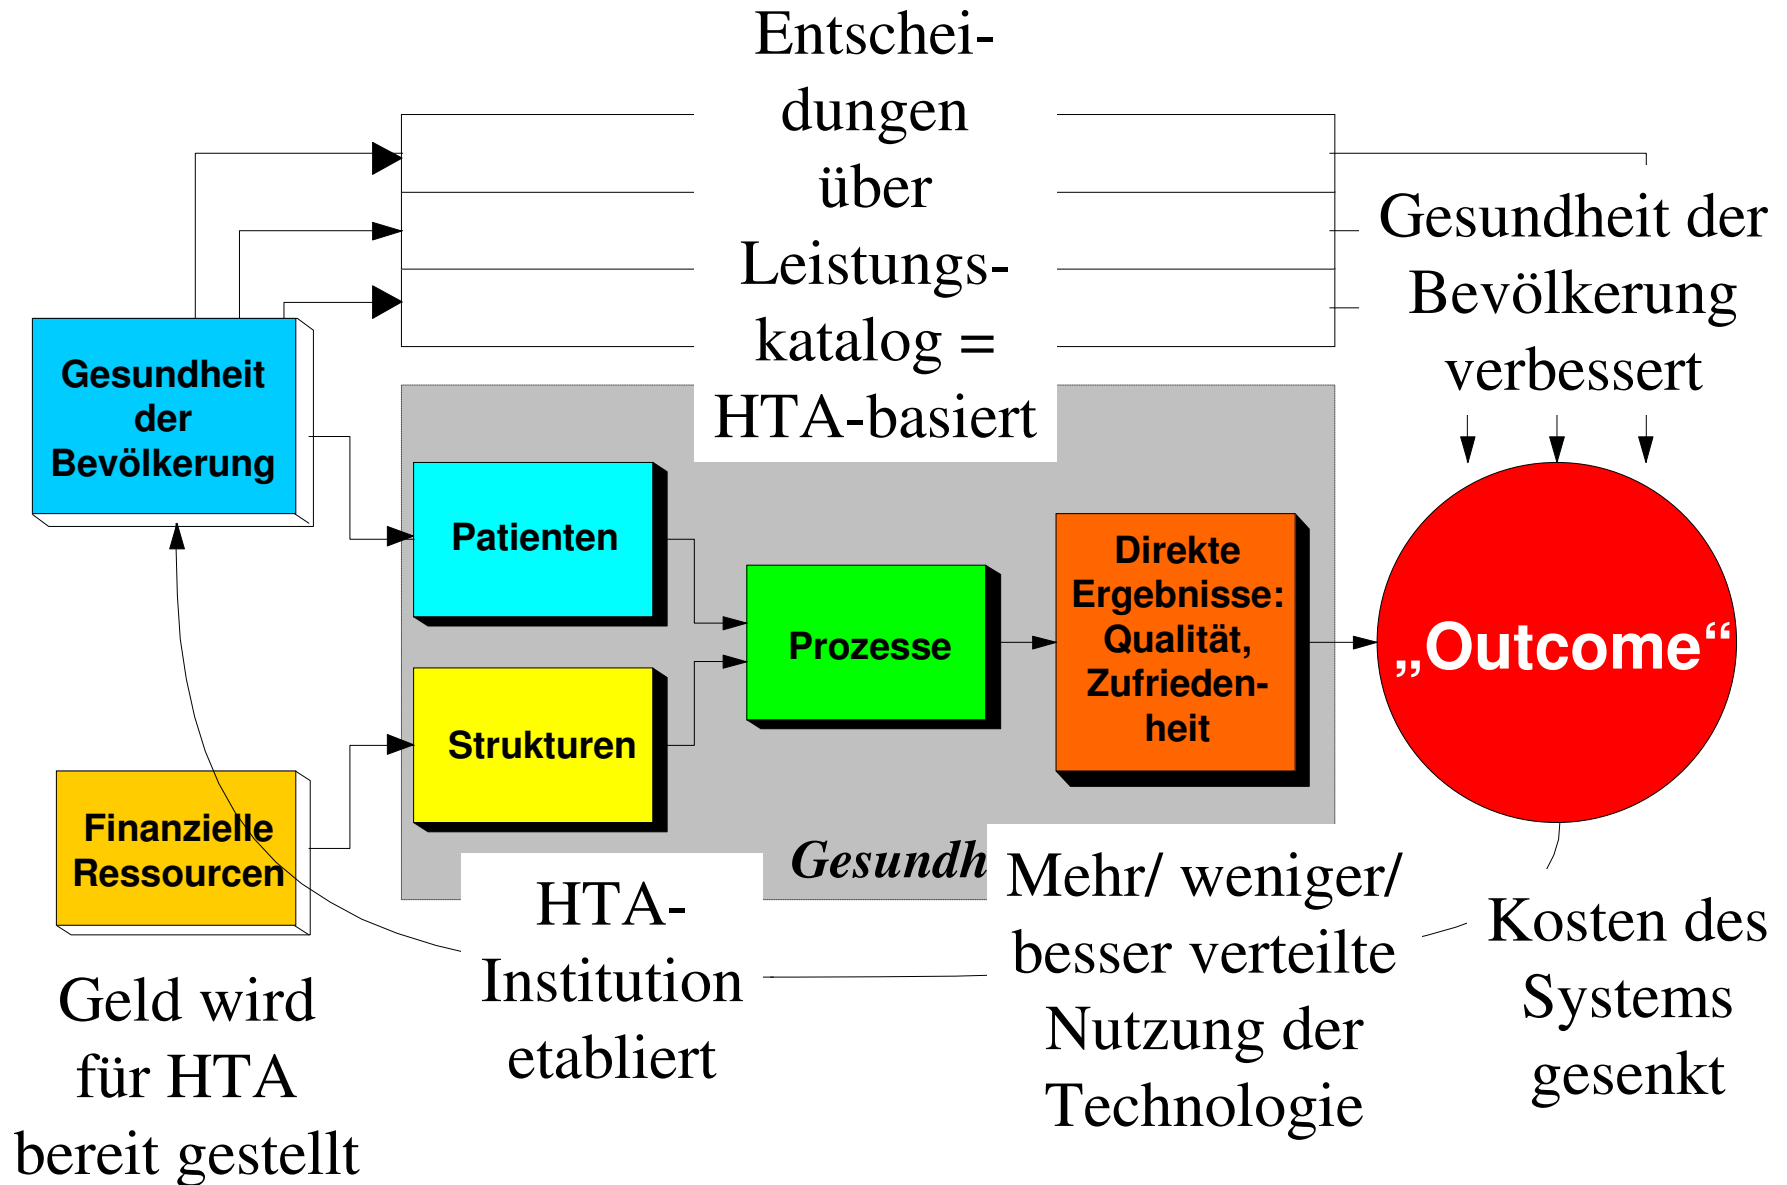 Entschei-
dungen
über
Leistungs-
katalog =
HTA-basiert
Gesundheit der
Bevölkerung
verbessert
Gesundheit
der
Bevölkerung
Patienten
Strukturen
Prozesse
Direkte
Ergebnisse:
Qualität,
Zufrieden-
heit
„Outcome“
Finanzielle
Ressourcen
Gesundh
Geld wird
für HTA
bereit gestellt
HTA-
Institution
etabliert
Mehr/ weniger/
besser verteilte
Nutzung der
Technologie
Kosten des
Systems
gesenkt